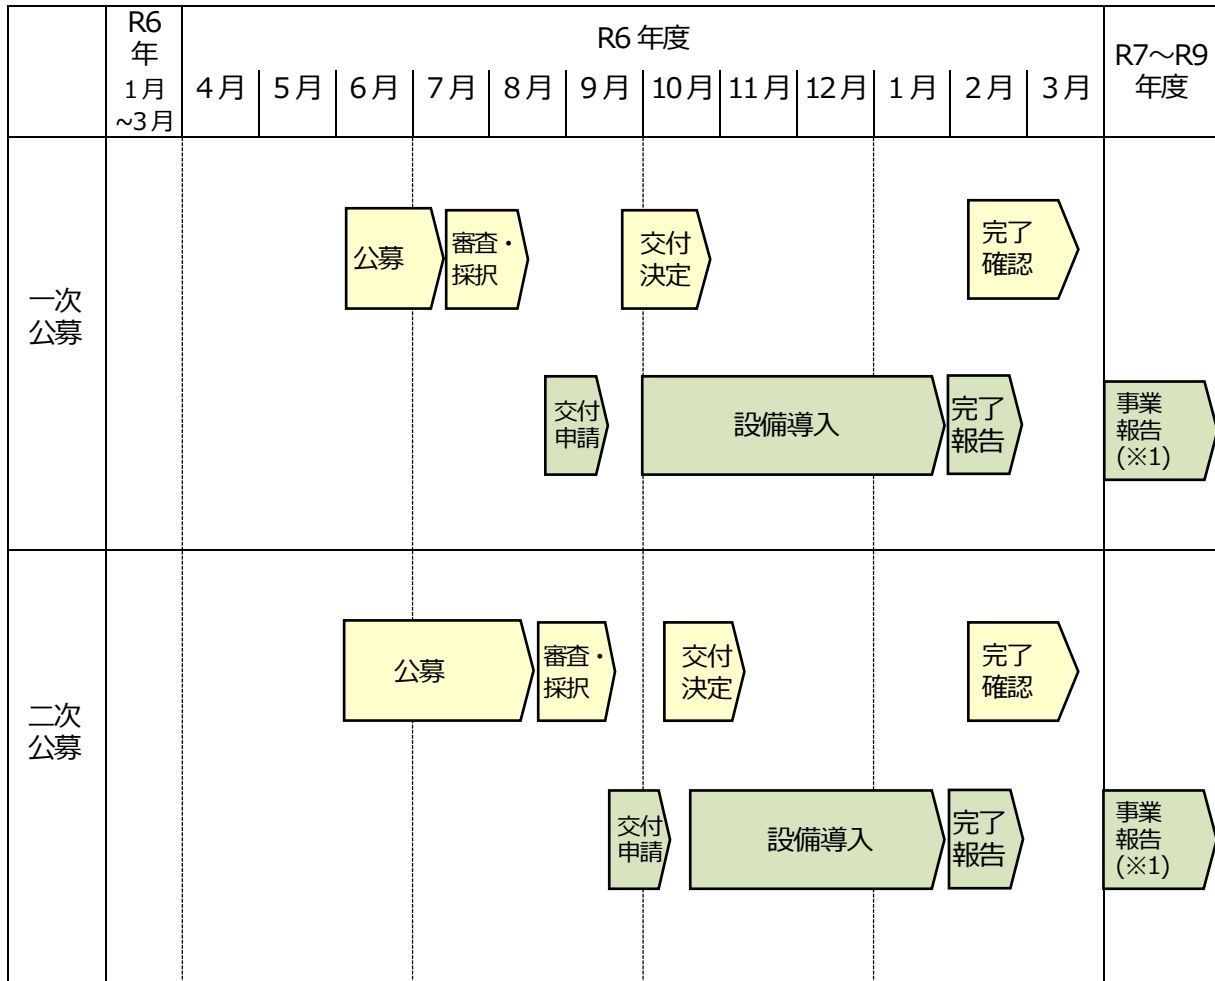 R6
年
1月
~3月
R6 年度
R7～R9
年度
4月
5月
6月
7月
8月
9月
10月
11月
12月
1月
2月
3月
一次
公募
公募
審査・
採択
交付
決定
完了
確認
交付
申請
設備導入
完了
報告
事業
報告
(※1)
二次
公募
公募
審査・
採択
交付
決定
完了
確認
交付
申請
設備導入
完了
報告
事業
報告
(※1)